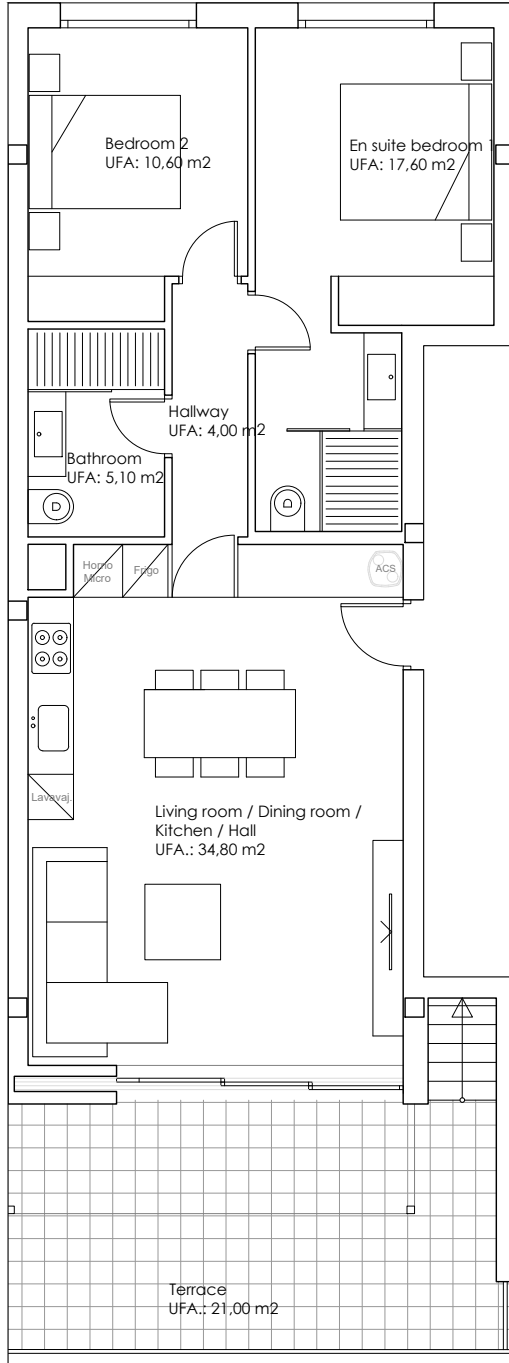 Bedroom 2
UFA: 10,60 m2
En suite bedroom 1
UFA: 17,60 m2
Hallway
UFA: 4,00 m2
Bathroom
UFA: 5,10 m2
Horno
Micro
Frigo
ACS
Lavavaj.
Living room / Dining room /
Kitchen / Hall
UFA.: 34,80 m2
Terrace
UFA.: 21,00 m2